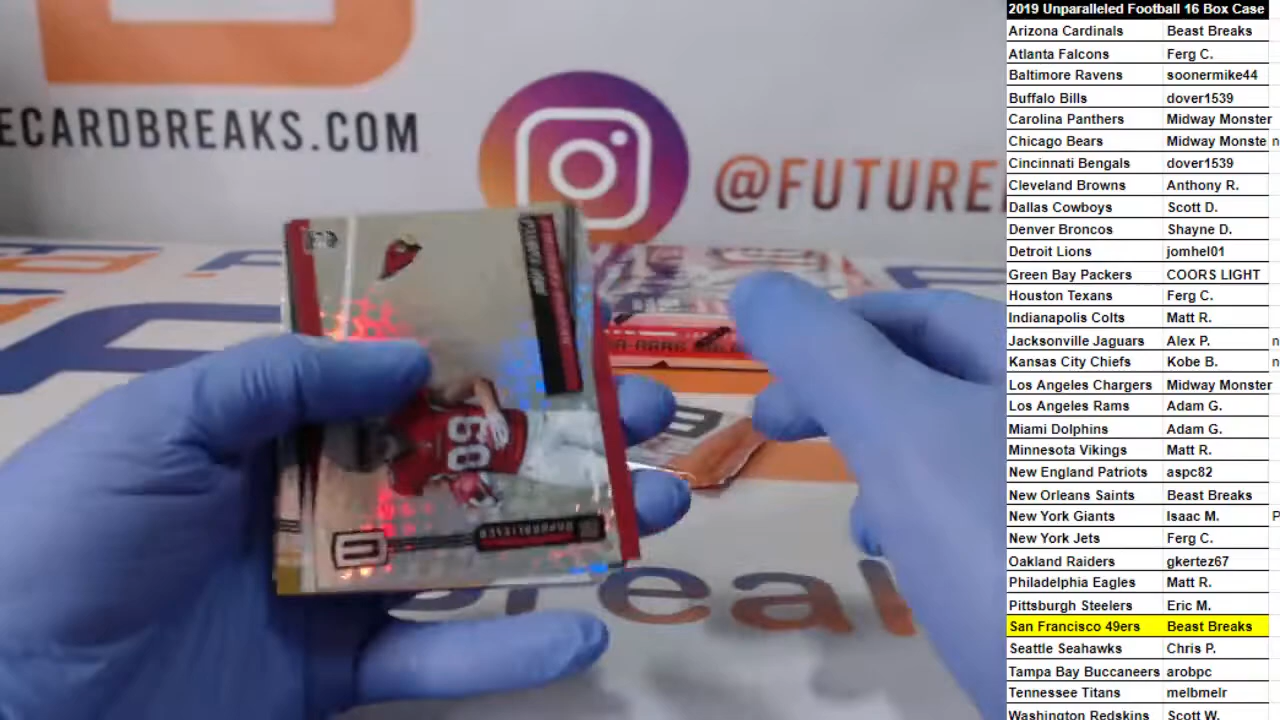 ECARDBREAKS.COM
@FUTURE
2019 Unparalleled Football 16 Box Case
Arizona Cardinals Beast Breaks
Atlanta Falcons Ferg C.
Baltimore Ravens soonermike44
Buffalo Bills dover1539
Carolina Panthers Midway Monster
Chicago Bears Midway Monste n
Cincinnati Bengals dover1539
Cleveland Browns Anthony R.
Dallas Cowboys Scott D.
Denver Broncos Shayne D.
Detroit Lions jomhel01
Green Bay Packers COORS LIGHT
Houston Texans Ferg C.
Indianapolis Colts Matt R.
Jacksonville Jaguars Alex P. n
Kansas City Chiefs Kobe B. n
Los Angeles Chargers Midway Monster
Los Angeles Rams Adam G.
Miami Dolphins Adam G.
Minnesota Vikings Matt R.
New England Patriots aspc82
New Orleans Saints Beast Breaks
New York Giants Isaac M. P
New York Jets Ferg C.
Oakland Raiders gkertez67
Philadelphia Eagles Matt R.
Pittsburgh Steelers Eric M.
San Francisco 49ers Beast Breaks
Seattle Seahawks Chris P.
Tampa Bay Buccaneers arobpc
Tennessee Titans melbmelr
Washington Redskins Scott W.
UNPARALLELED